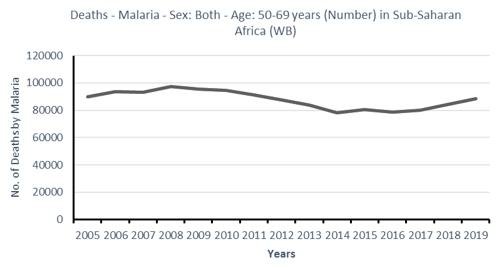 Deaths - Malaria - Sex: Both - Age: 50-69 years (Number) in Sub-Saharan
Africa (WB)
No. of Deaths by Malaria
120000
100000
80000
60000
40000
20000
0
2005 2006 2007 2008 2009 2010 2011 2012 2013 2014 2015 2016 2017 2018 2019
Years